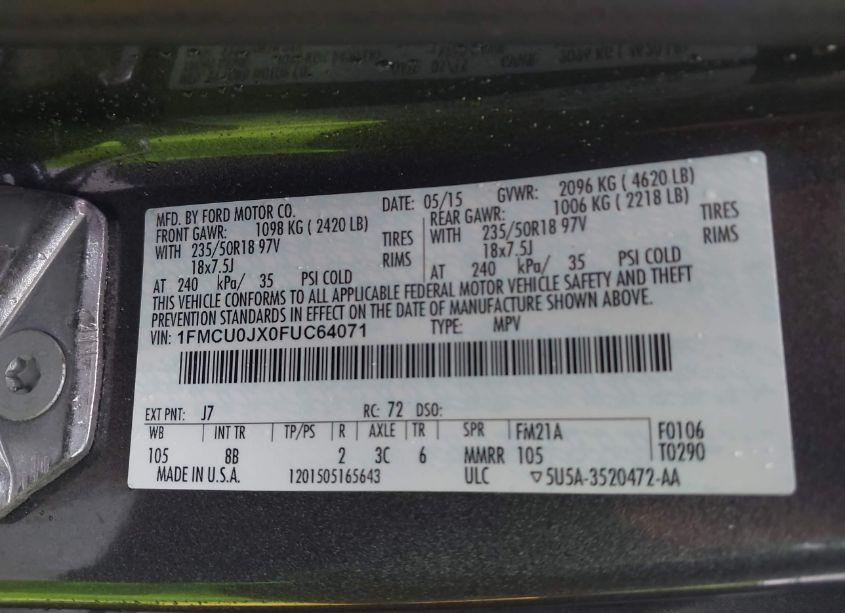 MFD. BY FORD MOTOR CO. DATE: 05/15 GVWR: 2096 KG ( 4620 LB)
FRONT GAWR: 1098 KG ( 2420 LB) REAR GAWR: 1006 KG ( 2218 LB)
WITH 235/50R18 97V TIRES WITH 235/50R18 97V TIRES
18x7.5J RIMS 18x7.5J RIMS
AT 240 kPa/ 35 PSI COLD AT 240 kPa/ 35 PSI COLD
THIS VEHICLE CONFORMS TO ALL APPLICABLE FEDERAL MOTOR VEHICLE SAFETY AND THEFT
PREVENTION STANDARDS IN EFFECT ON THE DATE OF MANUFACTURE SHOWN ABOVE.
VIN: 1FMCU0JX0FUC64071 TYPE: MPV
EXT PNT: J7 RC: 72 DSO:
WB INT TR TP/PS R AXLE TR SPR FM21A F0106
105 8B 2 3C 6 MMRR 105 T0290
MADE IN U.S.A. 1201505165643 ULC ▽5U5A-3520472-AA